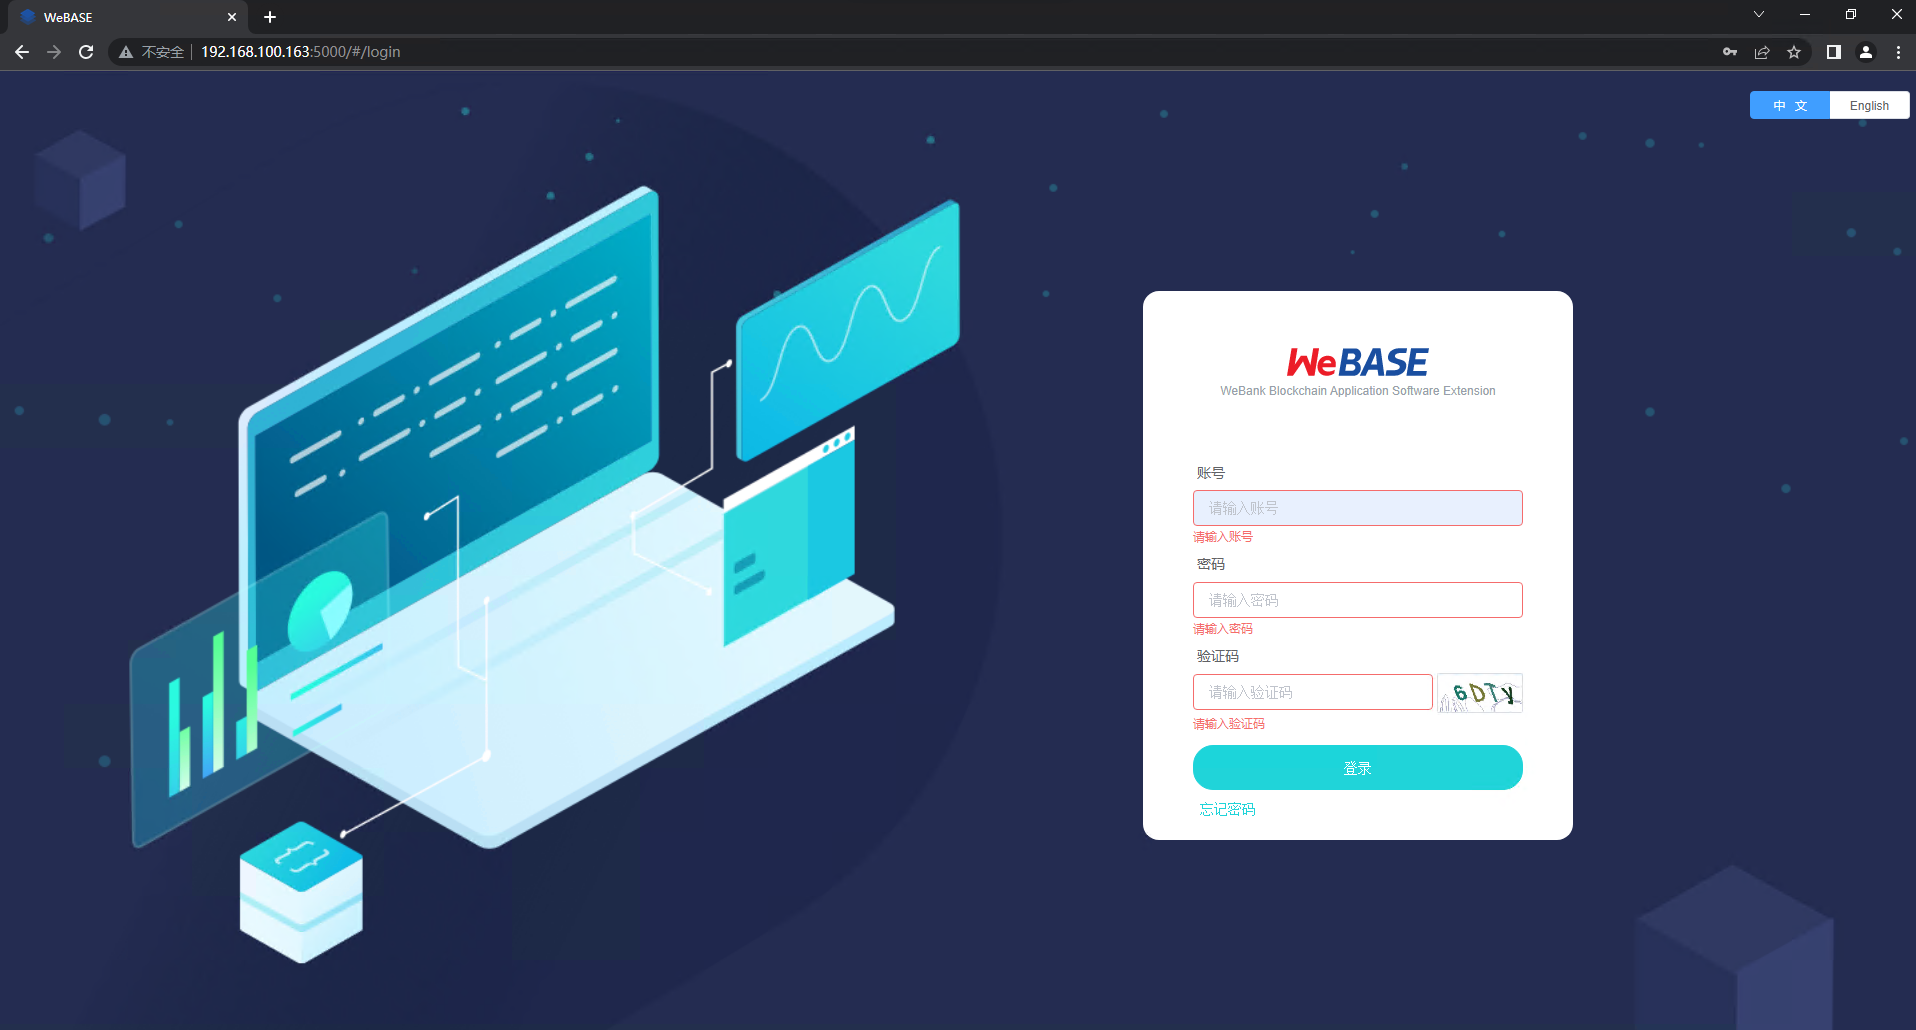 WeBASE
不安全 192.168.100.163:5000/#/login
中 文 English
WeBASE
WeBank Blockchain Application Software Extension
账号
请输入账号
请输入账号
密码
请输入密码
请输入密码
验证码
请输入验证码 6DTy
请输入验证码
登录
忘记密码